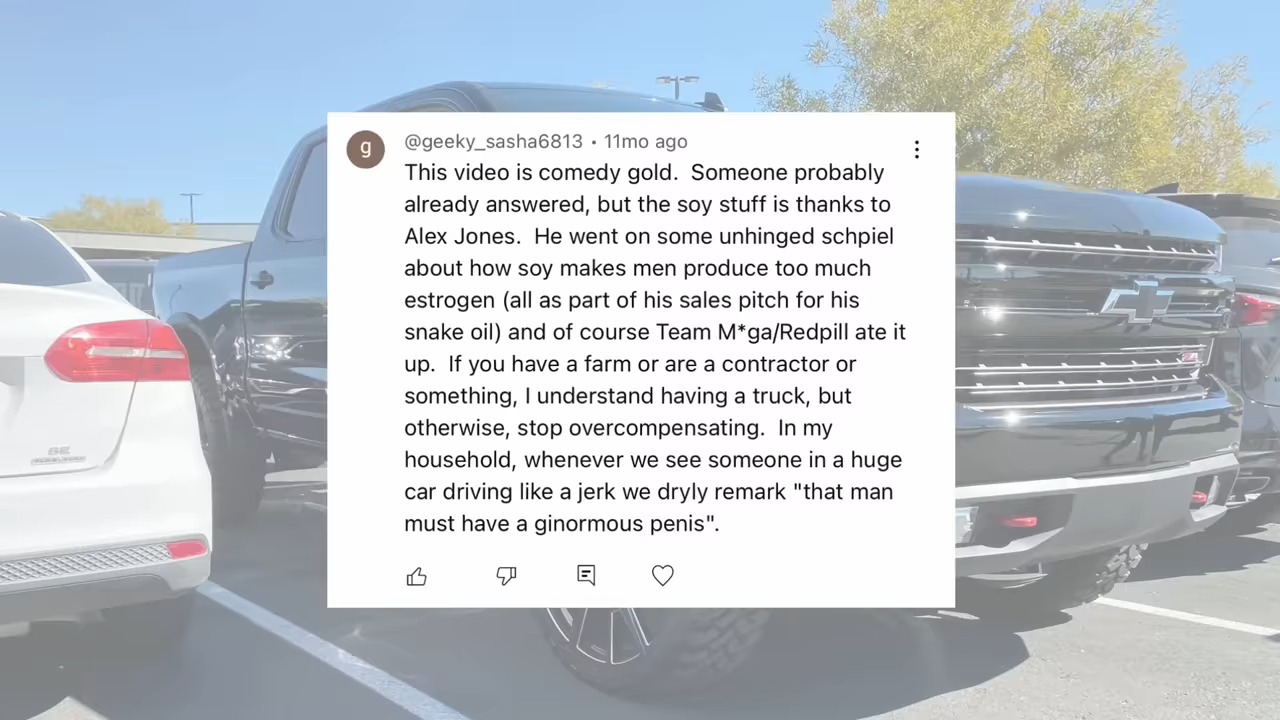 g
@geeky_sasha6813 • 11mo ago
This video is comedy gold.  Someone probably
already answered, but the soy stuff is thanks to
Alex Jones.  He went on some unhinged schpiel
about how soy makes men produce too much
estrogen (all as part of his sales pitch for his
snake oil) and of course Team M*ga/Redpill ate it
up.  If you have a farm or are a contractor or
something, I understand having a truck, but
otherwise, stop overcompensating.  In my
household, whenever we see someone in a huge
car driving like a jerk we dryly remark "that man
must have a ginormous penis".
SE